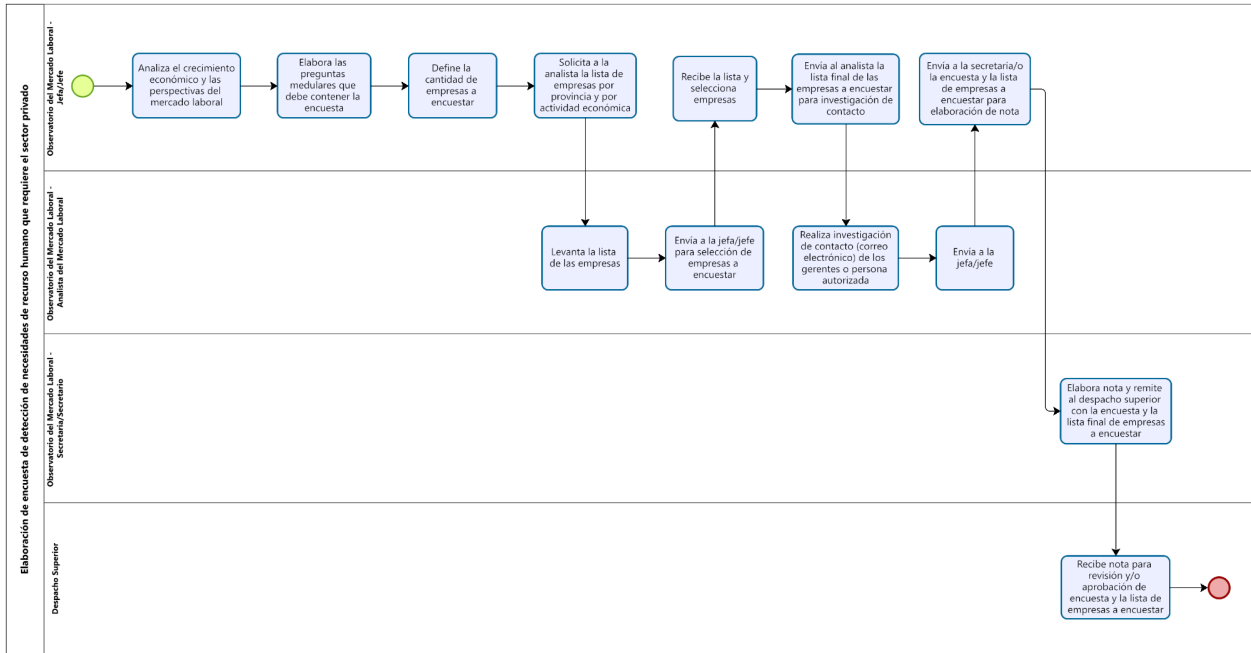 Elaboración de encuesta de detección de necesidades de recurso humano que requiere el sector privado
Observatorio del Mercado Laboral -
Jefa/Jefe
Analiza el crecimiento
económico y las
perspectivas del
mercado laboral
Elabora las
preguntas
medulares que
debe contener la
encuesta
Define la
cantidad de
empresas a
encuestar
Solicita a la
analista la lista de
empresas por
provincia y por
actividad económica
Recibe la lista y
selecciona
empresas
Envía al analista la
lista final de las
empresas a encuestar
para investigación de
contacto
Envía a la secretaria/o
la encuesta y la lista
de empresas a
encuestar para
elaboración de nota
Observatorio del Mercado Laboral -
Analista del Mercado Laboral
Levanta la lista
de las empresas
Envía a la jefa/jefe
para selección de
empresas a
encuestar
Realiza investigación
de contacto (correo
electrónico) de los
gerentes o persona
autorizada
Envía a la
jefa/jefe
Observatorio del Mercado Laboral -
Secretaria/Secretario
Elabora nota y remite
al despacho superior
con la encuesta y la
lista final de empresas
a encuestar
Despacho Superior
Recibe nota para
revisión y/o
aprobación de
encuesta y la lista de
empresas a encuestar